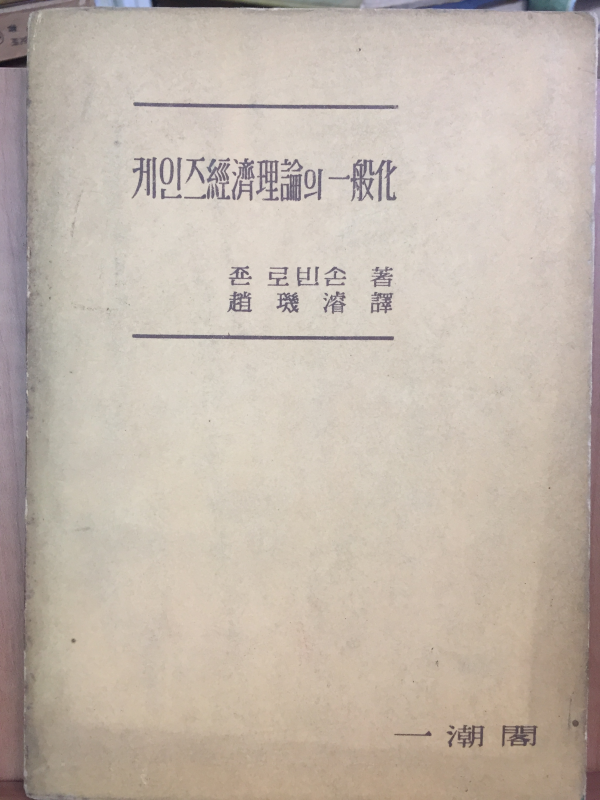 케인즈經濟理論의 一般化
죤 로빈손 著
趙璣濬 譯
一潮閣